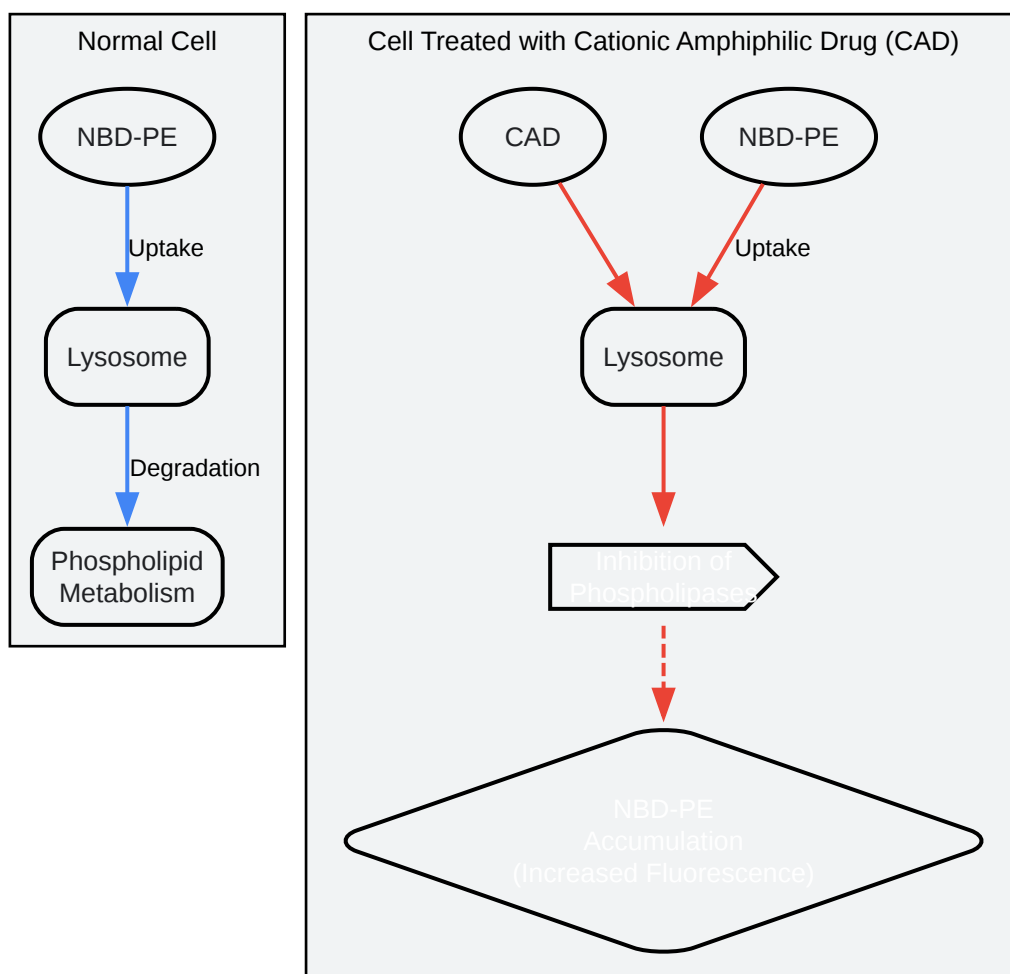 Normal Cell
NBD-PE
Uptake
Lysosome
Degradation
Phospholipid
Metabolism
Cell Treated with Cationic Amphiphilic Drug (CAD)
CAD
NBD-PE
Uptake
Lysosome
Inhibition of
Phospholipases
NBD-PE
Accumulation
(Increased Fluorescence)